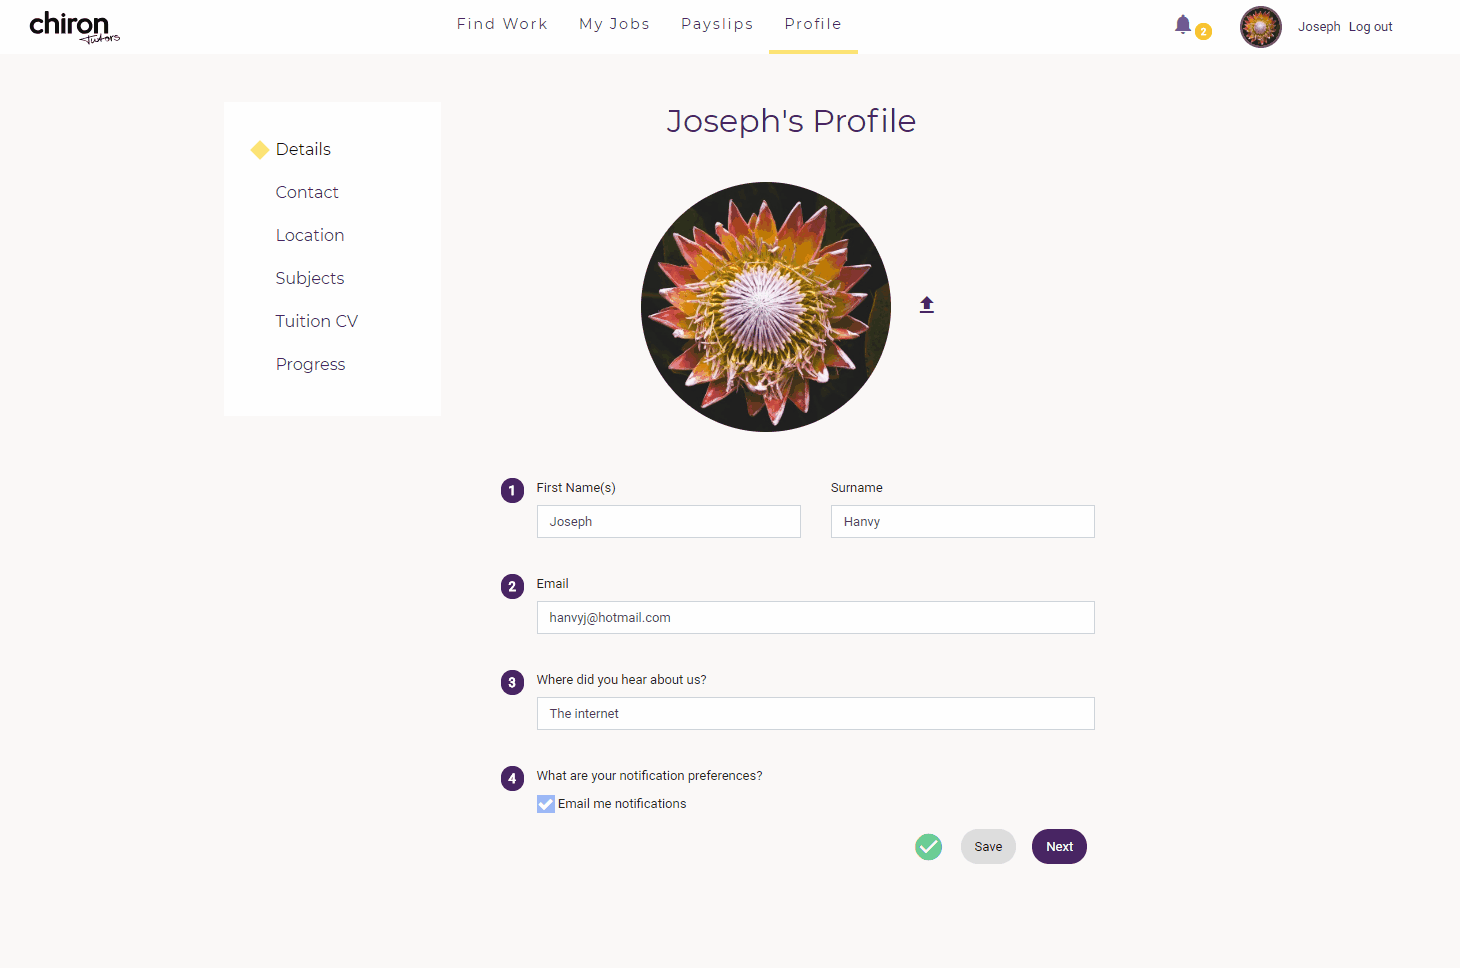 chiron
Tutors
Find Work My Jobs Payslips Profile
2
Joseph Log out
Details
Contact
Location
Subjects
Tuition CV
Progress
Joseph's Profile
1 First Name(s) Surname
Joseph Hanvy
2 Email
hanvyj@hotmail.com
3 Where did you hear about us?
The internet
4 What are your notification preferences?
Email me notifications
Save Next